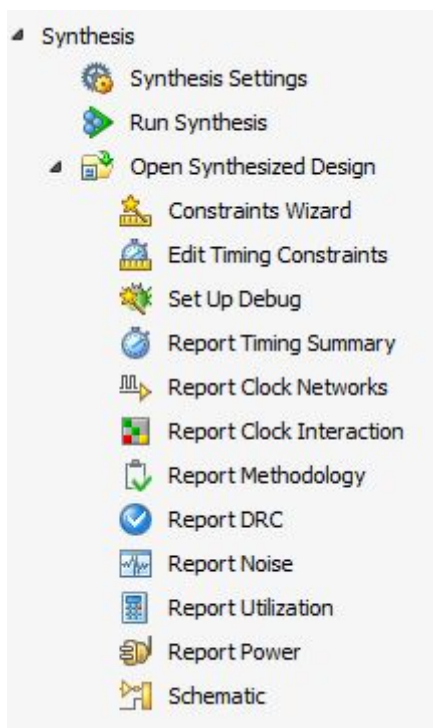 Synthesis
Synthesis Settings
Run Synthesis
Open Synthesized Design
Constraints Wizard
Edit Timing Constraints
Set Up Debug
Report Timing Summary
Report Clock Networks
Report Clock Interaction
Report Methodology
Report DRC
Report Noise
Report Utilization
Report Power
Schematic